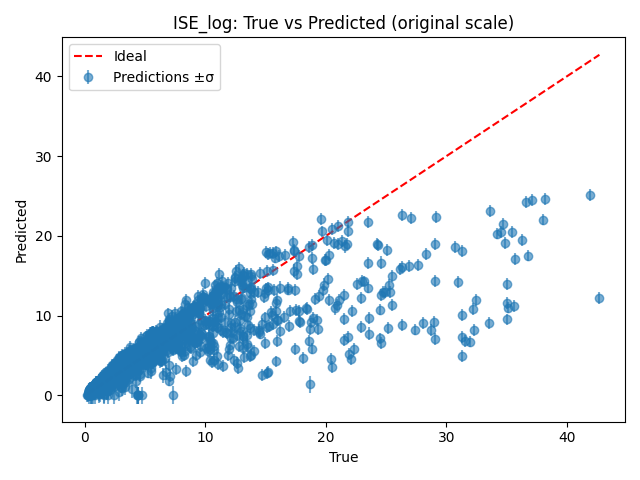 ISE_log: True vs Predicted (original scale)
Ideal
Predictions ±σ
Predicted
40
30
20
10
0
0 10 20 30 40
True